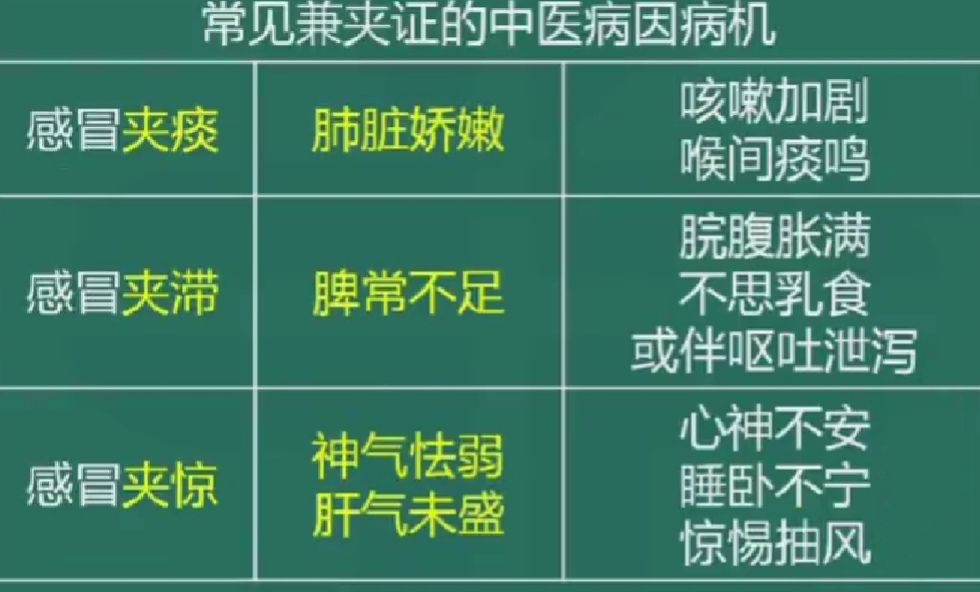 常见兼夹证的中医病因病机
感冒夹痰
肺脏娇嫩
咳嗽加剧
喉间痰鸣
感冒夹滞
脾常不足
脘腹胀满
不思乳食
或伴呕吐泄泻
感冒夹惊
神气怯弱
肝气未盛
心神不安
睡卧不宁
惊惕抽风